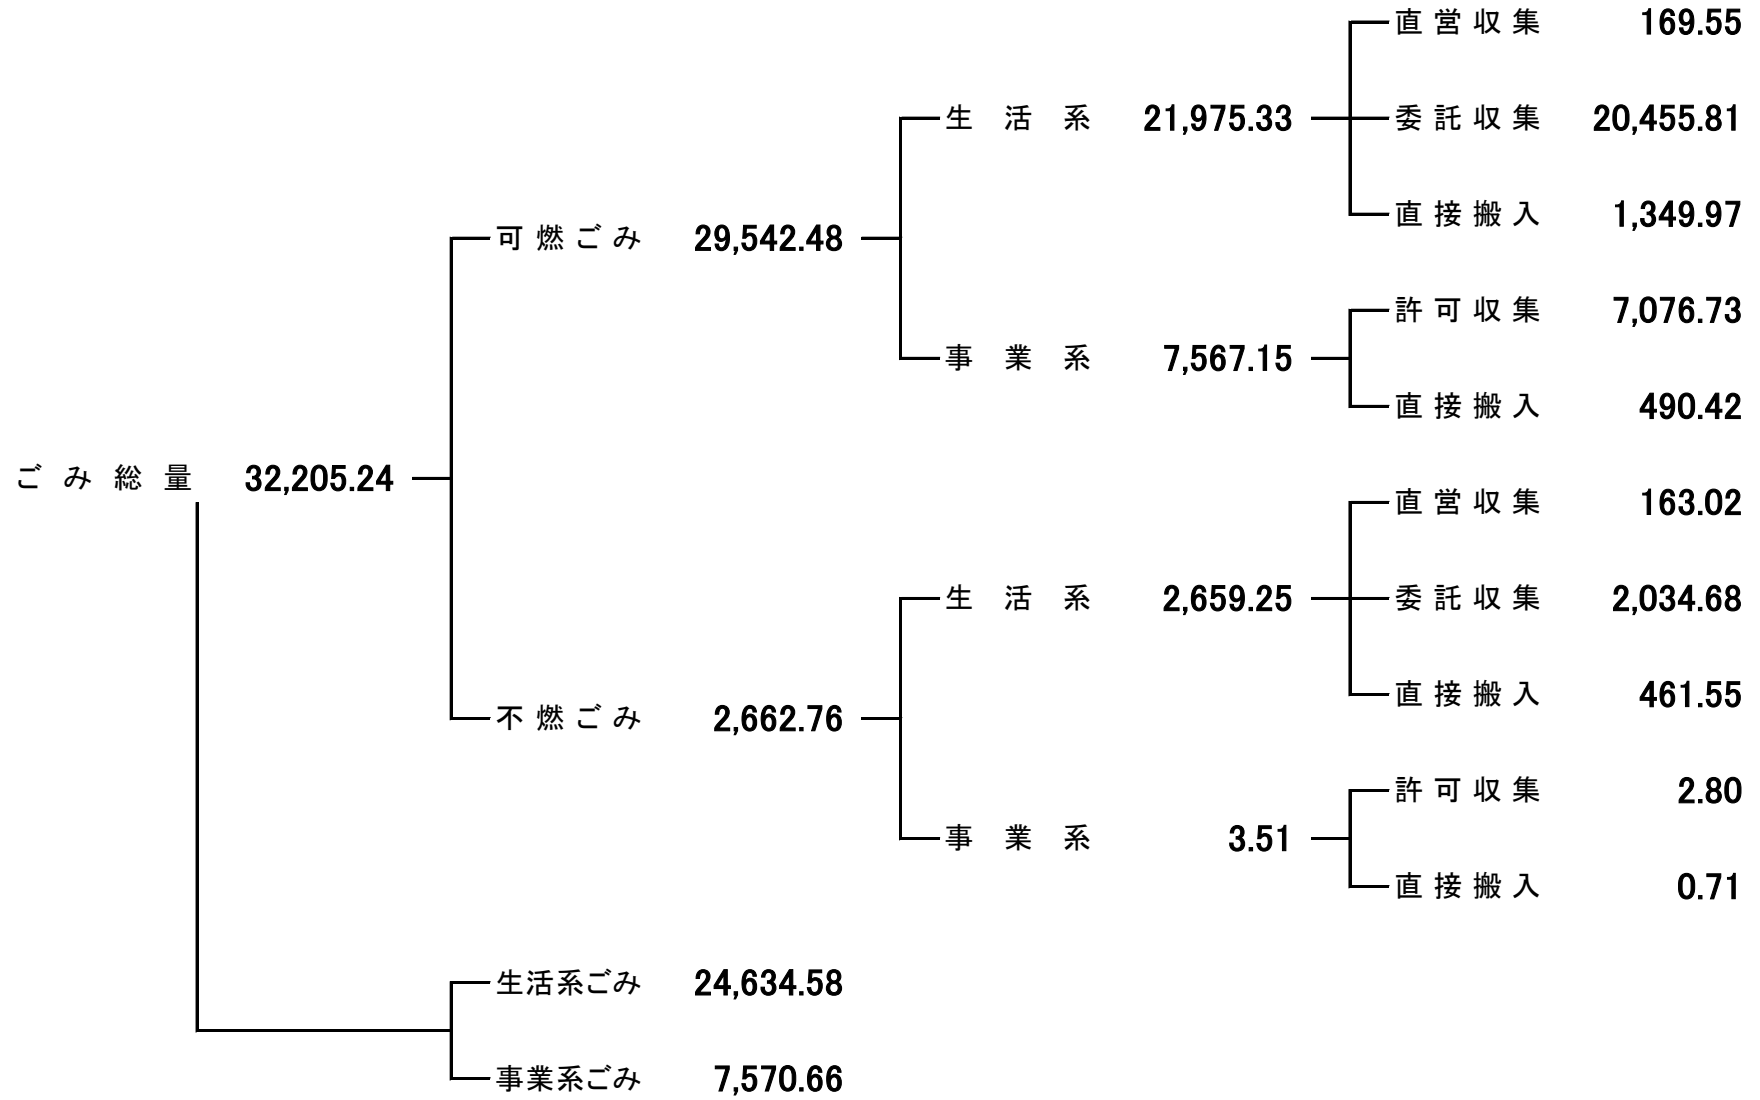 直営収集 169.55
生活系 21,975.33 委託収集 20,455.81
直接搬入 1,349.97
可燃ごみ 29,542.48
許可収集 7,076.73
事業系 7,567.15
直接搬入 490.42
ごみ総量 32,205.24
直営収集 163.02
生活系 2,659.25 委託収集 2,034.68
直接搬入 461.55
不燃ごみ 2,662.76
許可収集 2.80
事業系 3.51
直接搬入 0.71
生活系ごみ 24,634.58
事業系ごみ 7,570.66